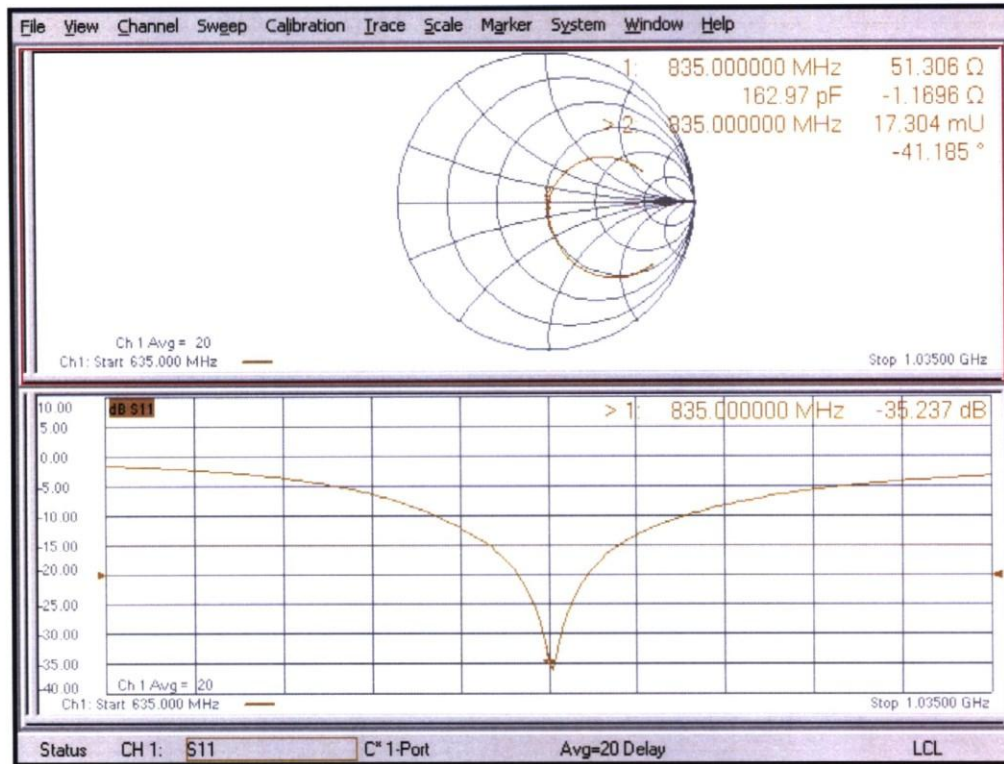 File View Channel Sweep Calibration Trace Scale Marker System Window Help
1: 835.000000 MHz 51.306 Ω
162.97 pF -1.1696 Ω
> 2: 835.000000 MHz 17.304 mU
-41.185 °
Ch 1 Avg = 20
Ch1: Start 635.000 MHz Stop 1.03500 GHz
10.00 dB S11 > 1: 835.000000 MHz -35.237 dB
5.00
0.00
-5.00
-10.00
-15.00
-20.00
-25.00
-30.00
-35.00
-40.00 Ch 1 Avg = 20
Ch1: Start 635.000 MHz Stop 1.03500 GHz
Status CH 1: S11 C* 1-Port Avg=20 Delay LCL